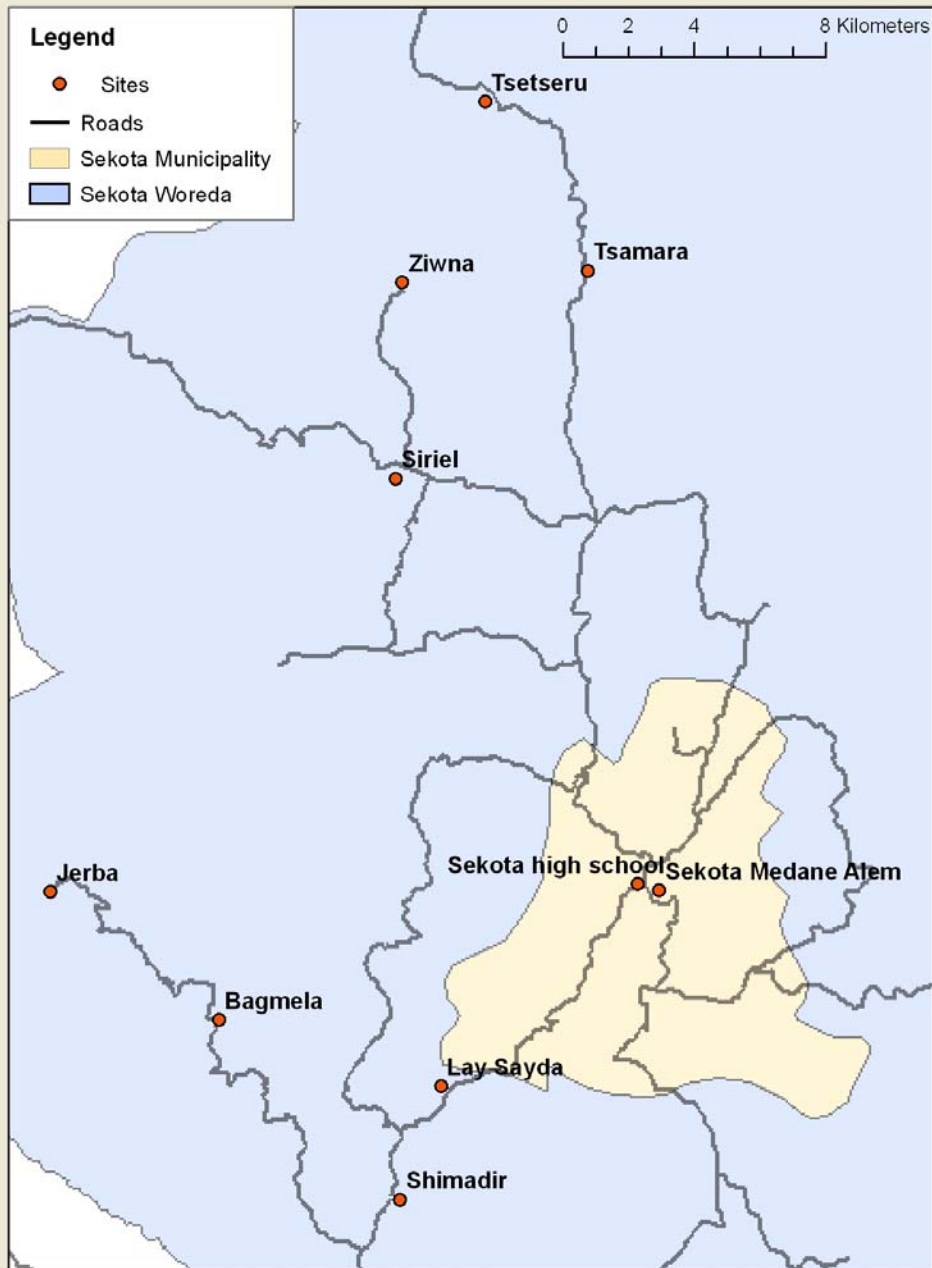 Legend
Sites
Roads
Sekota Municipality
Sekota Woreda
0 2 4 8 Kilometers
Tsetseru
Tsamara
Ziwna
Siriel
Sekota high school
Sekota Medane Alem
Jerba
Bagmela
Lay Sayda
Shimadir